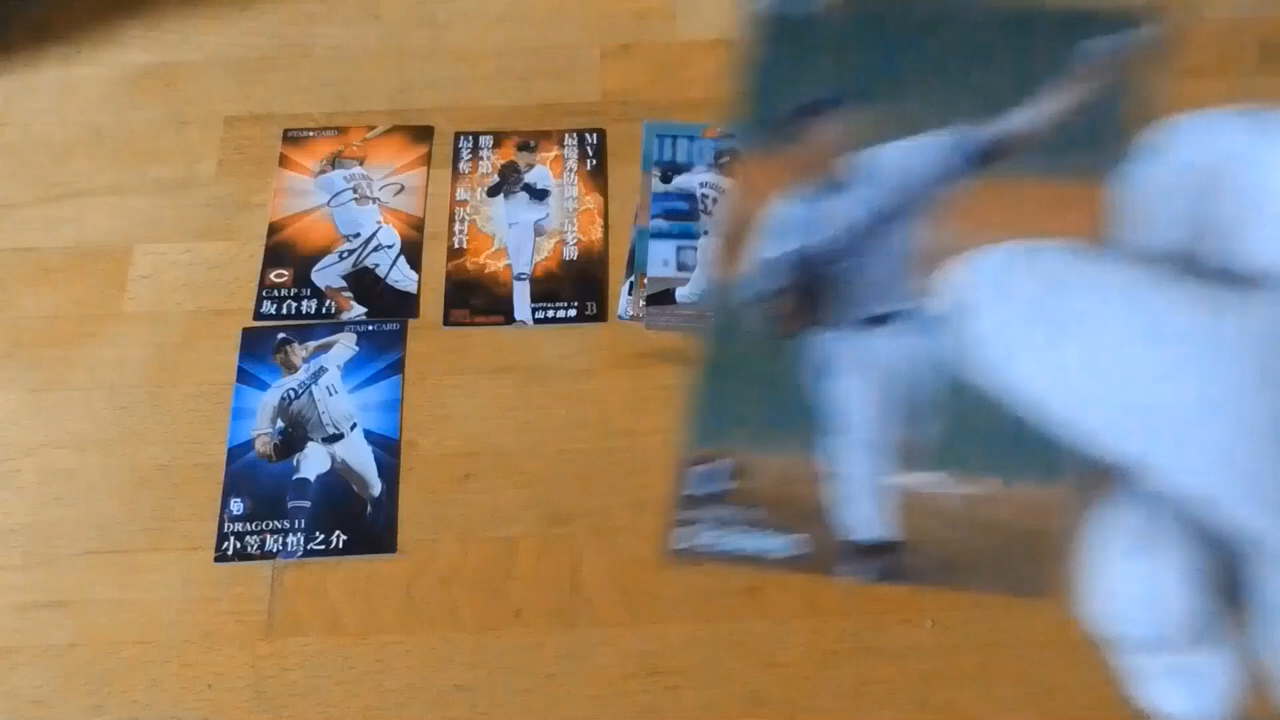 STAR★CARD
CARP 31
坂倉将吾
MVP
最優秀防御率 最多勝
勝率第一位
最多奪三振 沢村賞
BUFFALOES 18
山本由伸
STAR★CARD
Dragons
11
DRAGONS 11
小笠原慎之介